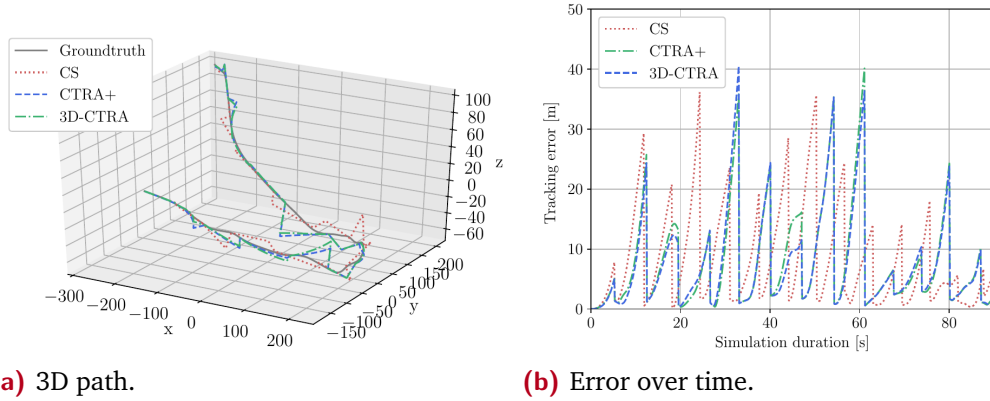 Groundtruth
CS
CTRA+
3D-CTRA
100
80
60
40
20
0
−20
−40
−60
z
−300
−200
−100
0
100
200
x
−150
−100
−50
0
50
100
150
200
y
a) 3D path.
50
40
30
20
10
0
Tracking error [m]
CS
CTRA+
3D-CTRA
0
20
40
60
80
Simulation duration [s]
(b) Error over time.